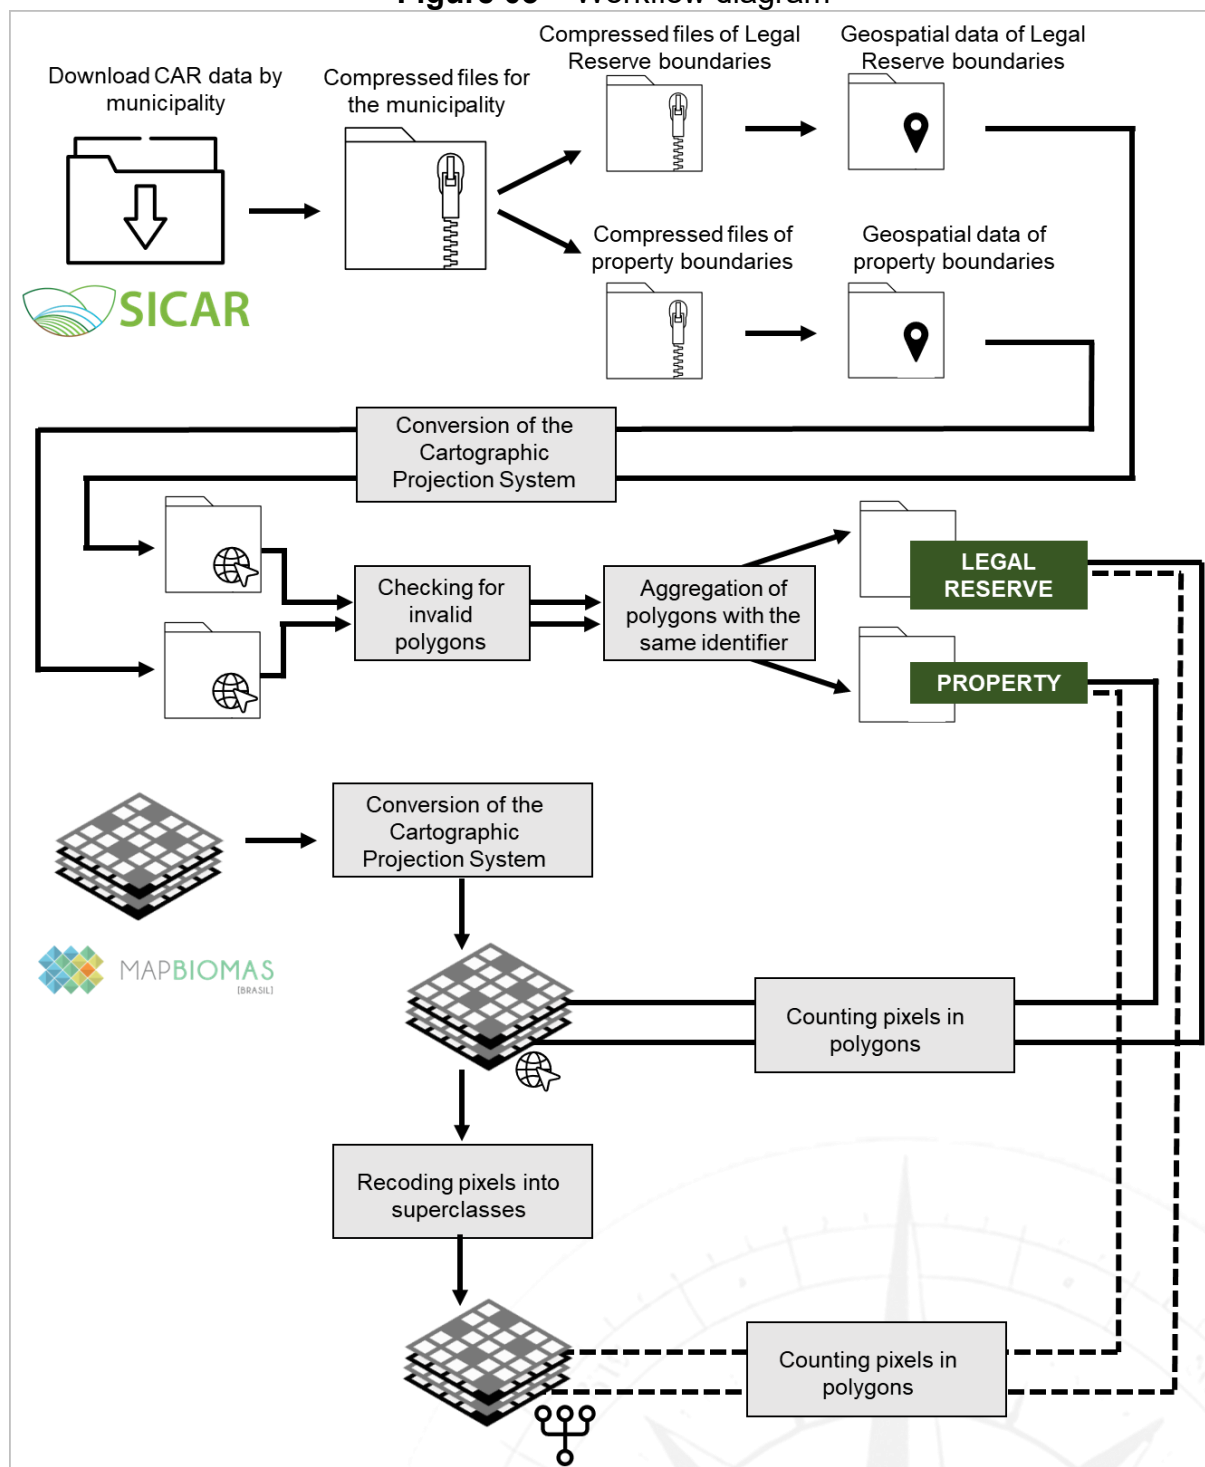 Download CAR data by
municipality
Compressed files for
the municipality
Compressed files of Legal
Reserve boundaries
Geospatial data of Legal
Reserve boundaries
Compressed files of
property boundaries
Geospatial data of
property boundaries
SICAR
Conversion of the
Cartographic
Projection System
Checking for
invalid
polygons
Aggregation of
polygons with the
same identifier
LEGAL
RESERVE
PROPERTY
Conversion of the
Cartographic
Projection System
MAPBIOMAS
[BRASIL]
Counting pixels in
polygons
Recoding pixels into
superclasses
Counting pixels in
polygons